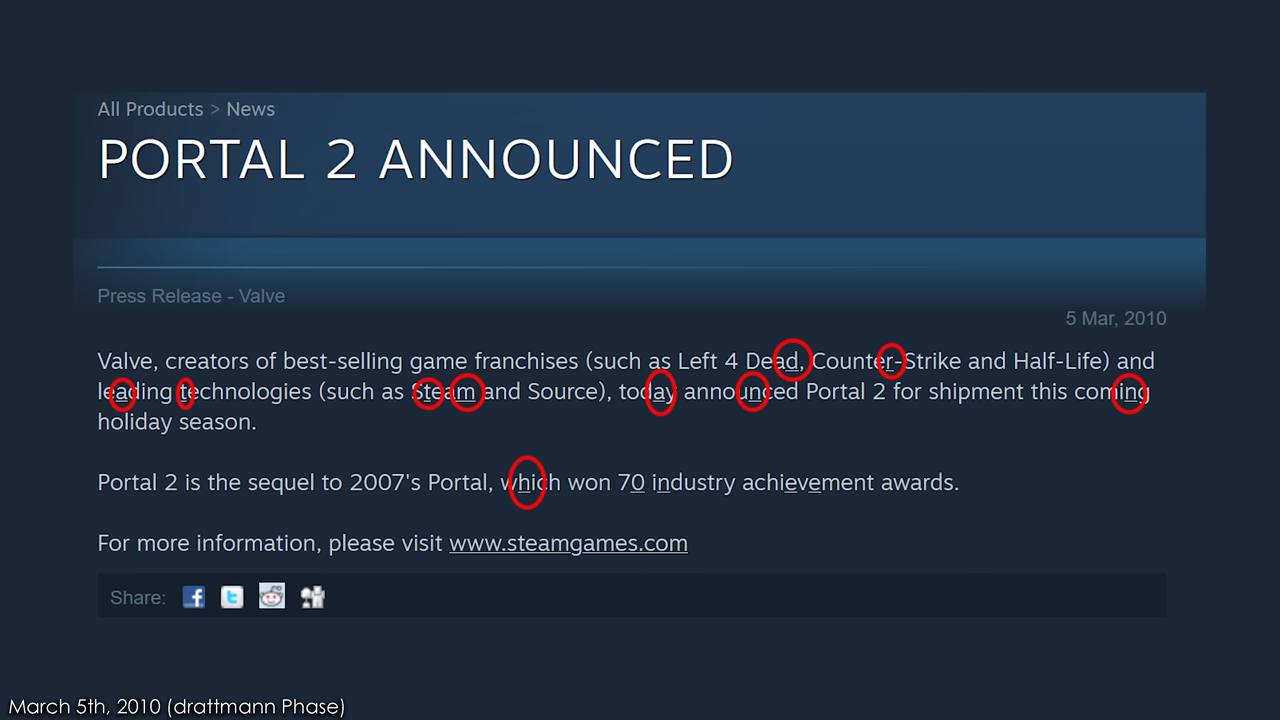 All Products > News
PORTAL 2 ANNOUNCED
Press Release - Valve
5 Mar, 2010
Valve, creators of best-selling game franchises (such as Left 4 Dead, Counter-Strike and Half-Life) and
leading technologies (such as Steam and Source), today announced Portal 2 for shipment this coming
holiday season.
Portal 2 is the sequel to 2007's Portal, which won 70 industry achievement awards.
For more information, please visit www.steamgames.com
Share:
March 5th, 2010 (drattmann Phase)